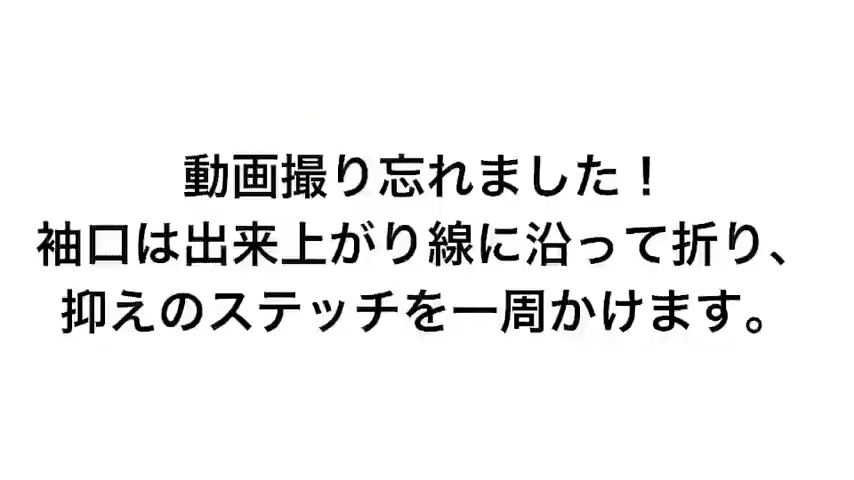 動画撮り忘れました！
袖口は出来上がり線に沿って折り、
抑えのステッチを一周かけます。